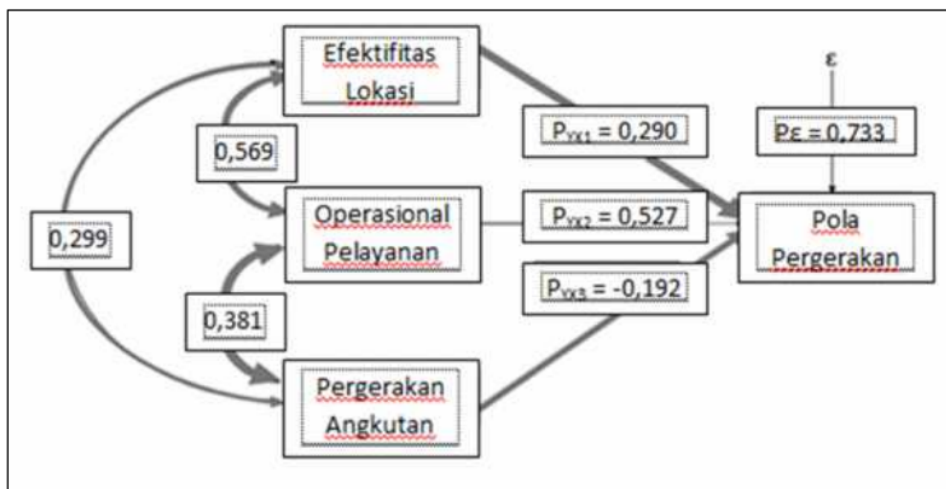 Efektifitas
Lokasi
ε
PYX1 = 0,290
Pε = 0,733
0,569
Operasional
Pelayanan
PYX2 = 0,527
Pola
Pergerakan
0,299
PYX3 = -0,192
0,381
Pergerakan
Angkutan